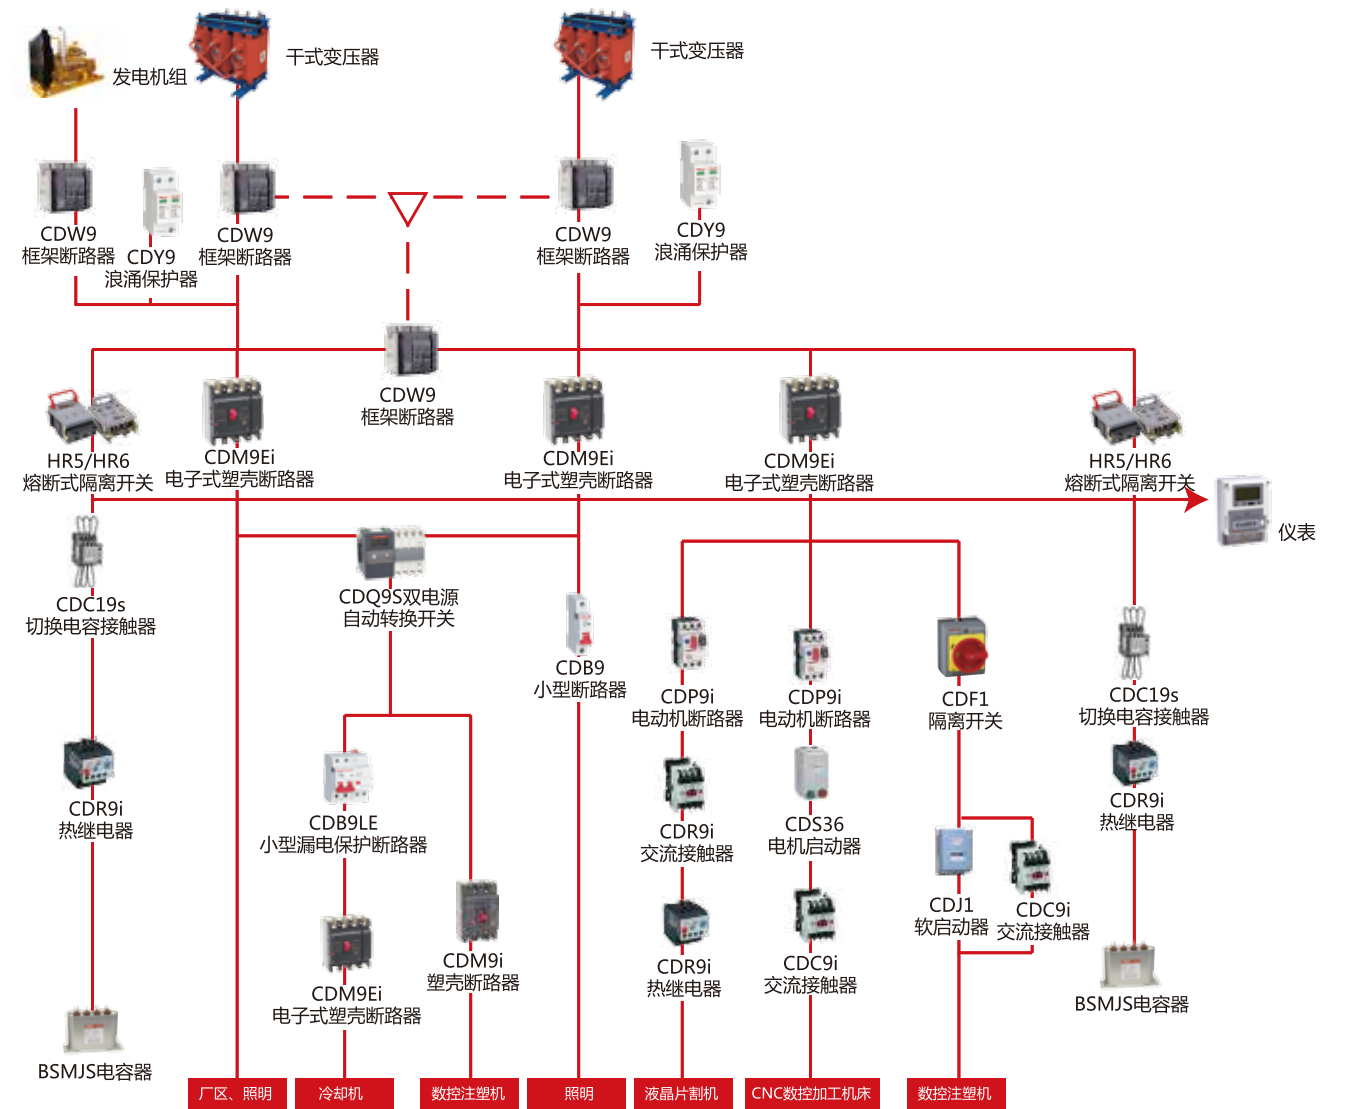 发电机组
干式变压器
干式变压器
CDW9
框架断路器
CDY9
浪涌保护器
CDW9
框架断路器
CDW9
框架断路器
CDY9
浪涌保护器
CDW9
框架断路器
HR5/HR6
熔断式隔离开关
CDM9Ei
电子式塑壳断路器
CDM9Ei
电子式塑壳断路器
CDM9Ei
电子式塑壳断路器
HR5/HR6
熔断式隔离开关
仪表
CDC19s
切换电容接触器
CDQ9S双电源
自动转换开关
CDB9
小型断路器
CDP9i
电动机断路器
CDP9i
电动机断路器
CDF1
隔离开关
CDC19s
切换电容接触器
CDR9i
热继电器
CDB9LE
小型漏电保护断路器
CDR9i
交流接触器
CDS36
电机启动器
CDR9i
热继电器
CDJ1
软启动器
CDC9i
交流接触器
CDM9i
塑壳断路器
CDR9i
热继电器
CDC9i
交流接触器
CDM9Ei
电子式塑壳断路器
BSMJS电容器
BSMJS电容器
厂区、照明
冷却机
数控注塑机
照明
液晶片割机
CNC数控加工机床
数控注塑机